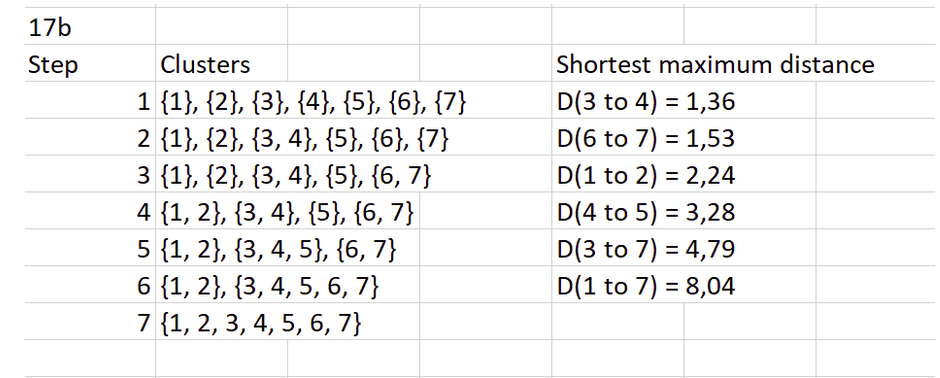 17b
Step Clusters Shortest maximum distance
1 {1}, {2}, {3}, {4}, {5}, {6}, {7} D(3 to 4) = 1,36
2 {1}, {2}, {3, 4}, {5}, {6}, {7} D(6 to 7) = 1,53
3 {1}, {2}, {3, 4}, {5}, {6, 7} D(1 to 2) = 2,24
4 {1, 2}, {3, 4}, {5}, {6, 7} D(4 to 5) = 3,28
5 {1, 2}, {3, 4, 5}, {6, 7} D(3 to 7) = 4,79
6 {1, 2}, {3, 4, 5, 6, 7} D(1 to 7) = 8,04
7 {1, 2, 3, 4, 5, 6, 7}